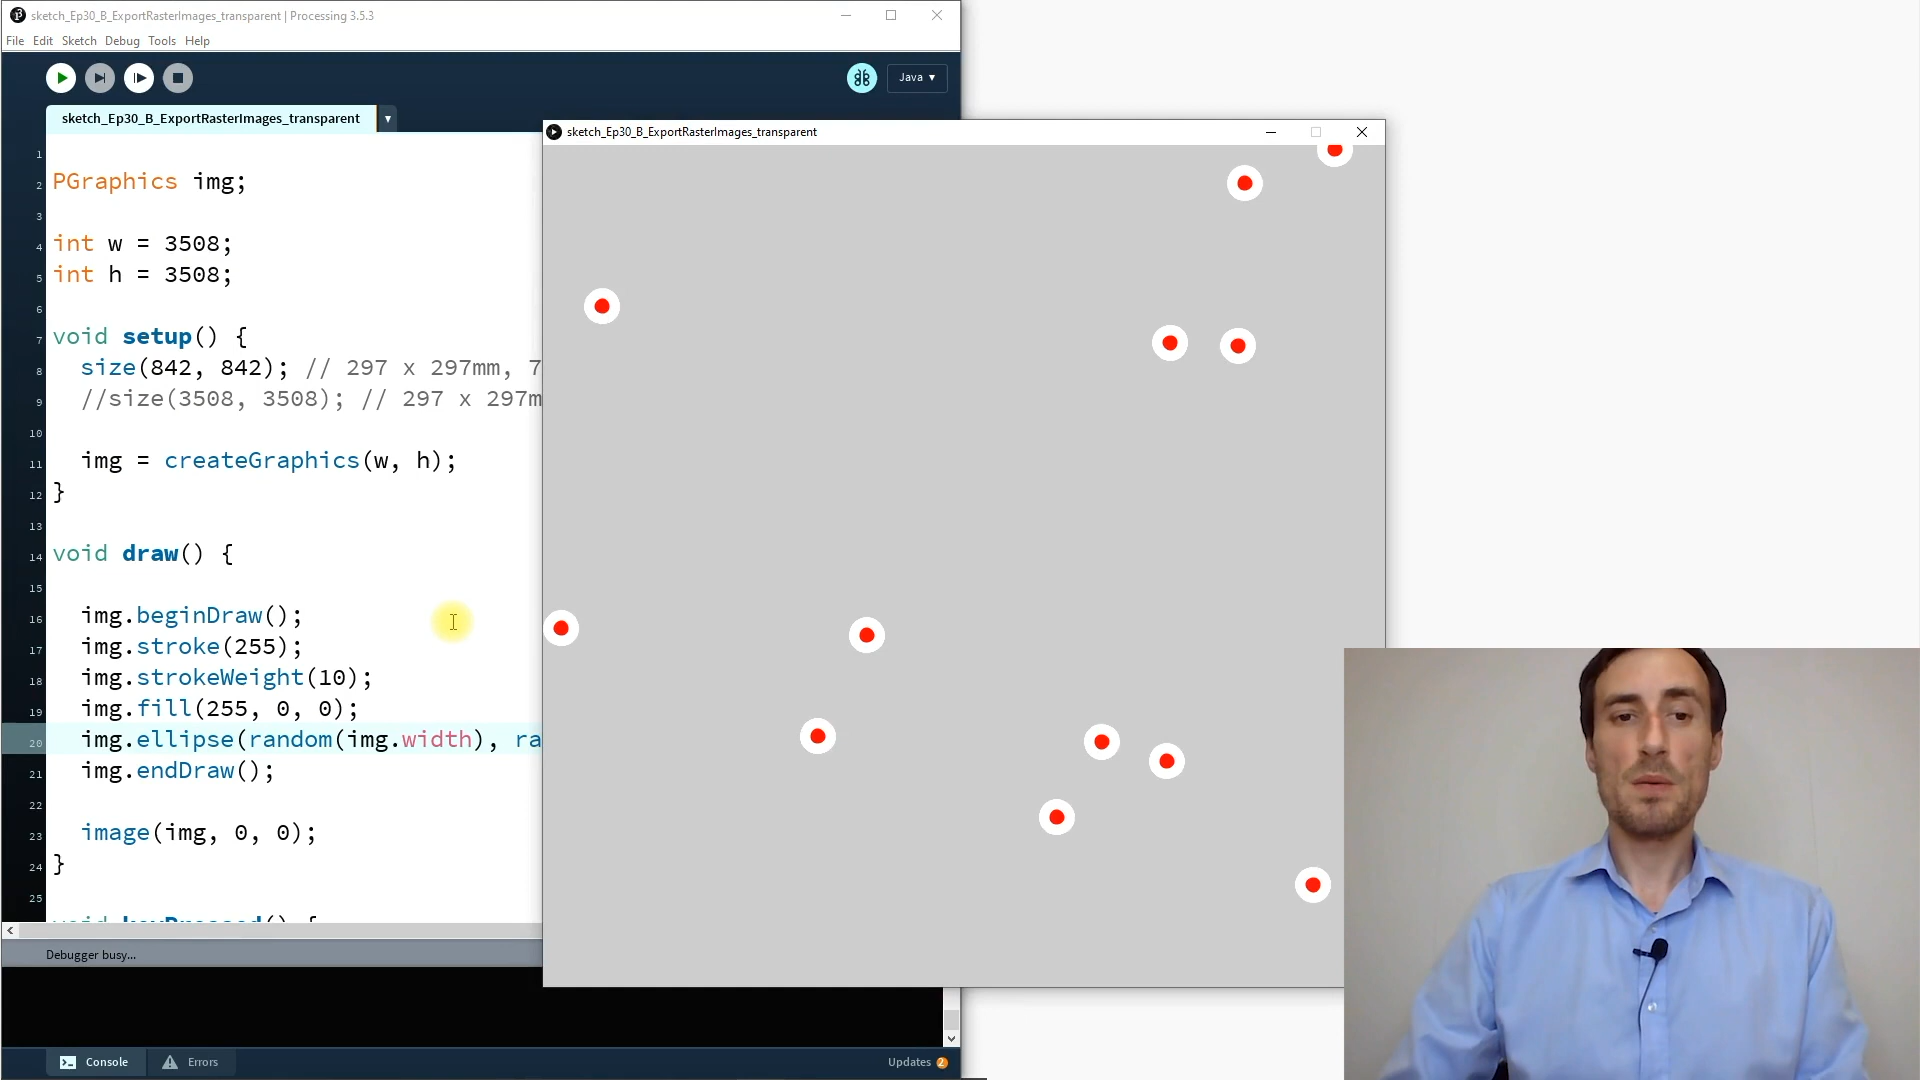 sketch_Ep30_B_ExportRasterImages_transparent | Processing 3.5.3
File Edit Sketch Debug Tools Help
Java ▾
sketch_Ep30_B_ExportRasterImages_transparent ▾
sketch_Ep30_B_ExportRasterImages_transparent
1
2 PGraphics img;
3
4 int w = 3508;
5 int h = 3508;
6
7 void setup() {
8 size(842, 842); // 297 x 297mm, 7
9 //size(3508, 3508); // 297 x 297m
10
11 img = createGraphics(w, h);
12 }
13
14 void draw() {
15
16 img.beginDraw();
17 img.stroke(255);
18 img.strokeWeight(10);
19 img.fill(255, 0, 0);
20 img.ellipse(random(img.width), ra
21 img.endDraw();
22
23 image(img, 0, 0);
24 }
25
void keyPressed() {
Debugger busy...
Console Errors Updates 2